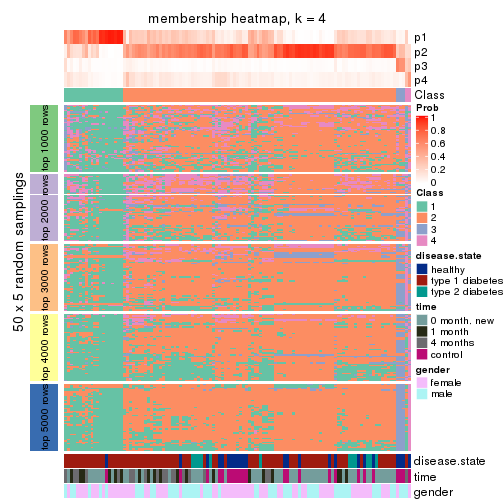 membership heatmap, k = 4
p1
p2
p3
p4
Class
50 x 5 random samplings
top 1000 rows
top 2000 rows
top 3000 rows
top 4000 rows
top 5000 rows
disease.state
time
gender
Prob
1
0.8
0.6
0.4
0.2
0
Class
1
2
3
4
disease.state
healthy
type 1 diabetes
type 2 diabetes
time
0 month. new
1 month
4 months
control
gender
female
male